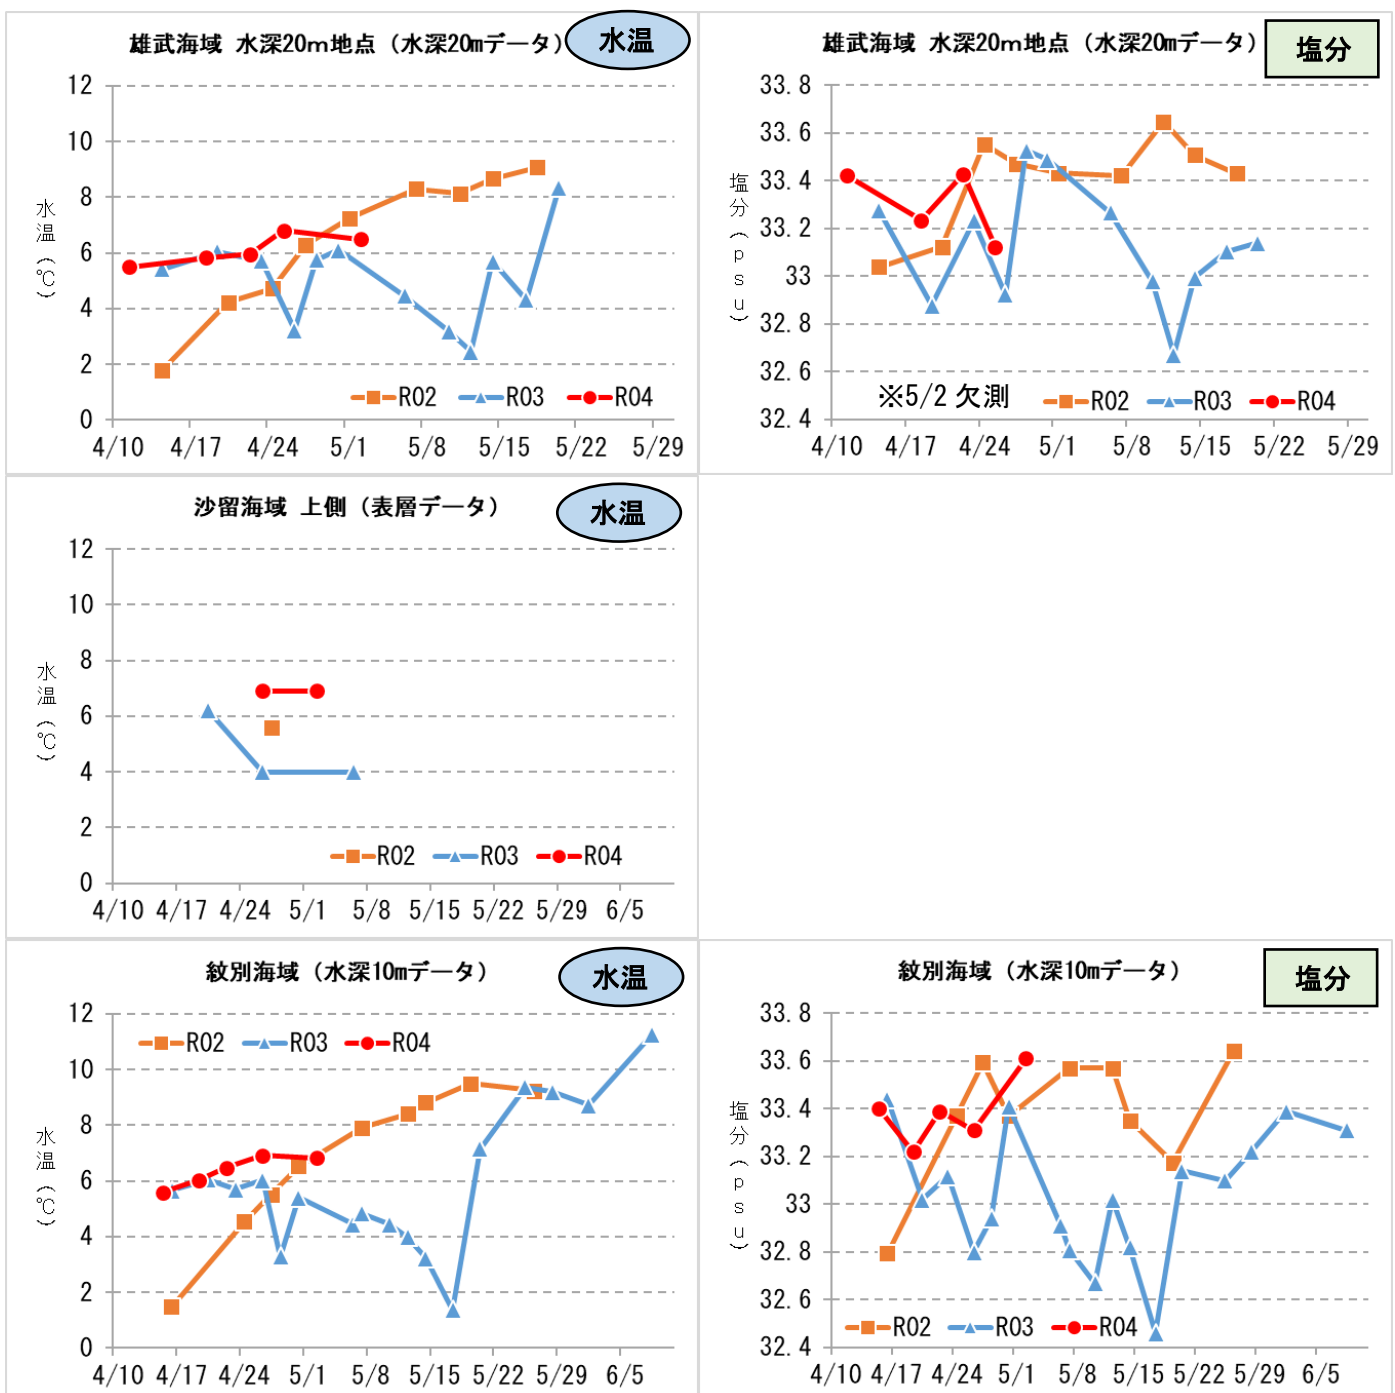 雄武海域 水深20m地点（水深20mデータ）
水温
12
10
8
6
4
2
0
水温（℃）
R02 R03 R04
4/10 4/17 4/24 5/1 5/8 5/15 5/22 5/29
雄武海域 水深20m地点（水深20mデータ）
塩分
33.8
33.6
33.4
33.2
33
32.8
32.6
32.4
塩分（psu）
※5/2 欠測
R02 R03 R04
4/10 4/17 4/24 5/1 5/8 5/15 5/22 5/29
沙留海域 上側（表層データ）
水温
12
10
8
6
4
2
0
水温（℃）
R02 R03 R04
4/10 4/17 4/24 5/1 5/8 5/15 5/22 5/29 6/5
紋別海域（水深10mデータ）
水温
12
10
8
6
4
2
0
水温（℃）
R02 R03 R04
4/10 4/17 4/24 5/1 5/8 5/15 5/22 5/29 6/5
紋別海域（水深10mデータ）
塩分
33.8
33.6
33.4
33.2
33
32.8
32.6
32.4
塩分（psu）
R02 R03 R04
4/10 4/17 4/24 5/1 5/8 5/15 5/22 5/29 6/5